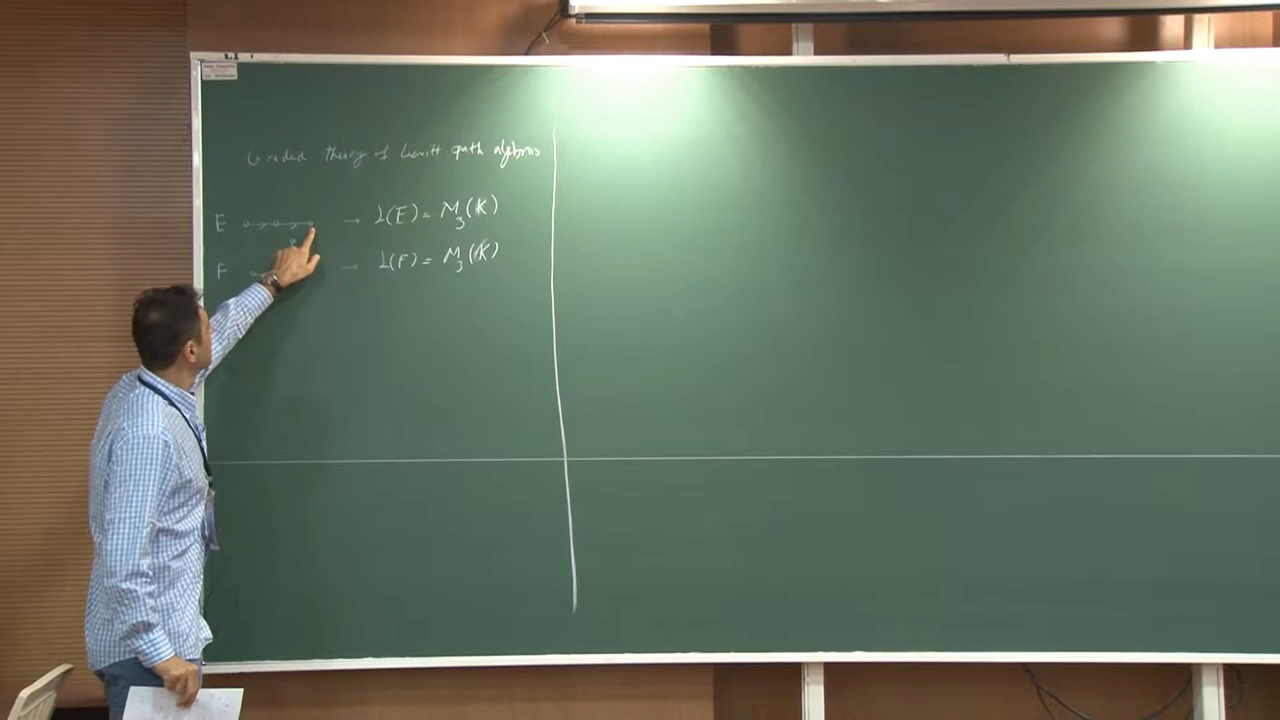 Graded theory of Leavitt path algebras
E → L(E) = M₃(K)
F → L(F) = M₃(K)